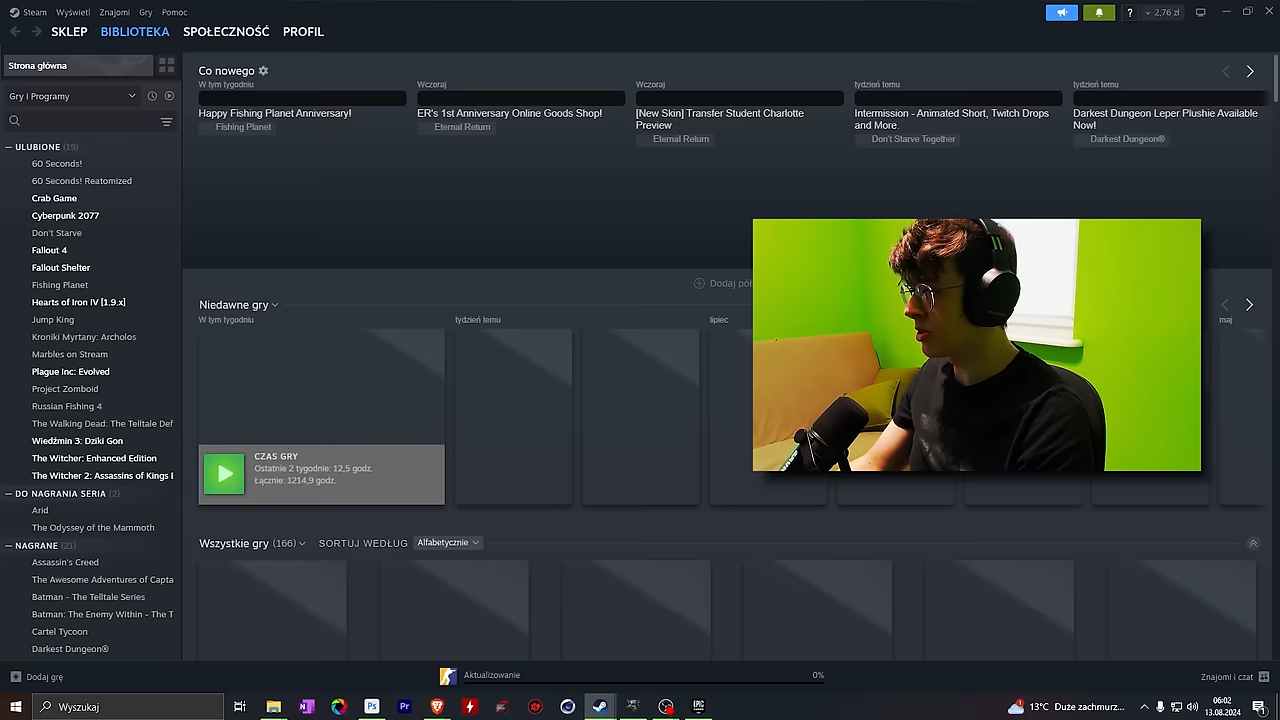 Steam Wyświetl Znajomi Gry Pomoc
? 2,76 zł
SKLEP BIBLIOTEKA SPOŁECZNOŚĆ PROFIL
Strona główna
Gry i Programy
ULUBIONE (19)
60 Seconds!
60 Seconds! Reatomized
Crab Game
Cyberpunk 2077
Don't Starve
Fallout 4
Fallout Shelter
Fishing Planet
Hearts of Iron IV [1.9.x]
Jump King
Kroniki Myrtany: Archolos
Marbles on Stream
Plague Inc: Evolved
Project Zomboid
Russian Fishing 4
The Walking Dead: The Telltale Def
Wiedźmin 3: Dziki Gon
The Witcher: Enhanced Edition
The Witcher 2: Assassins of Kings E
DO NAGRANIA SERIA (2)
Arid
The Odyssey of the Mammoth
NAGRANE (21)
Assassin's Creed
The Awesome Adventures of Capta
Batman - The Telltale Series
Batman: The Enemy Within - The T
Cartel Tycoon
Darkest Dungeon®
Co nowego
W tym tygodniu
Happy Fishing Planet Anniversary!
Fishing Planet
Wczoraj
ER's 1st Anniversary Online Goods Shop!
Eternal Return
Wczoraj
[New Skin] Transfer Student Charlotte
Preview
Eternal Return
tydzień temu
Intermission - Animated Short, Twitch Drops
and More.
Don't Starve Together
tydzień temu
Darkest Dungeon Leper Plushie Available
Now!
Darkest Dungeon®
Dodaj pół
Niedawne gry
W tym tygodniu tydzień temu lipiec maj
CZAS GRY
Ostatnie 2 tygodnie: 12,5 godz.
Łącznie: 1214,9 godz.
Wszystkie gry (166) SORTUJ WEDŁUG Alfabetycznie
Dodaj grę Aktualizowanie 0% Znajomi i czat
Wyszukaj
Ps Pr
EPIC
13°C Duże zachmurz...
06:02
13.08.2024